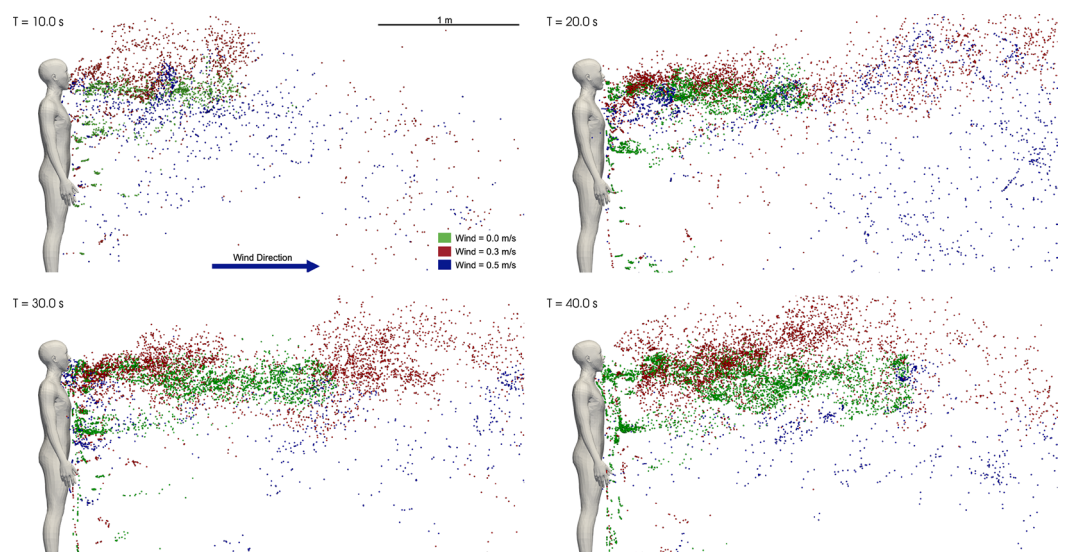 T = 10.0 s
1 m
T = 20.0 s
Wind = 0.0 m/s
Wind = 0.3 m/s
Wind = 0.5 m/s
Wind Direction
T = 30.0 s
T = 40.0 s